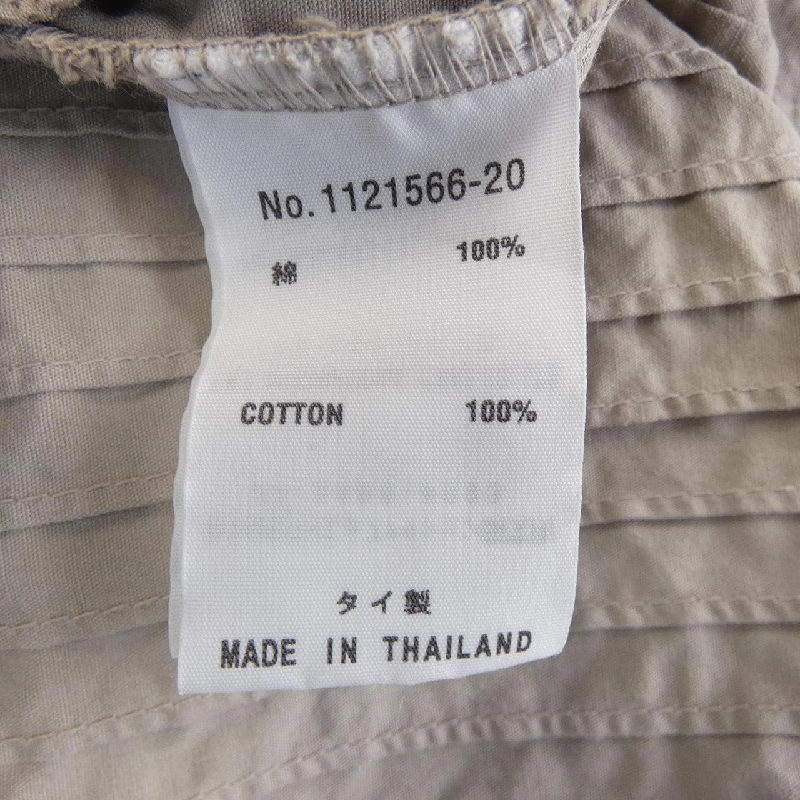 No.1121566-20
綿 100%
COTTON 100%
タイ製
MADE IN THAILAND